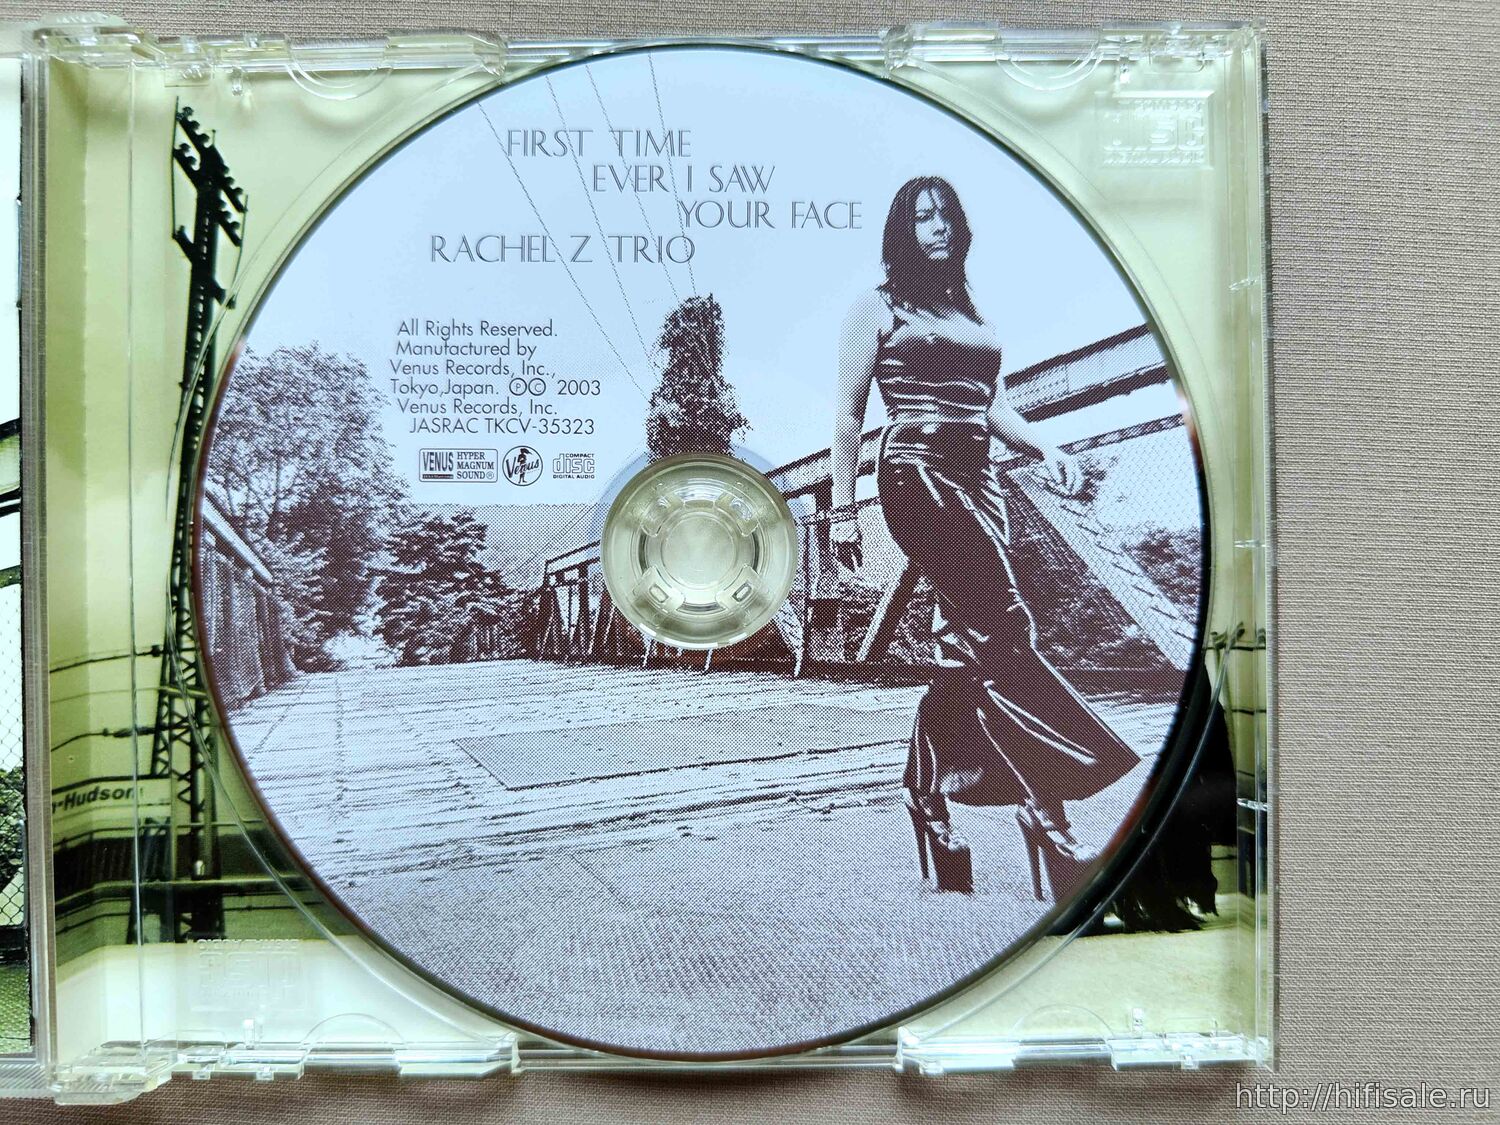 FIRST TIME
EVER I SAW
YOUR FACE
RACHEL Z TRIO
All Rights Reserved.
Manufactured by
Venus Records, Inc.,
Tokyo,Japan. ℗© 2003
Venus Records, Inc.
JASRAC TKCV-35323
VENUS HYPER MAGNUM SOUND®
Venus
COMPACT disc DIGITAL AUDIO
-Hudson
http://hifisale.ru